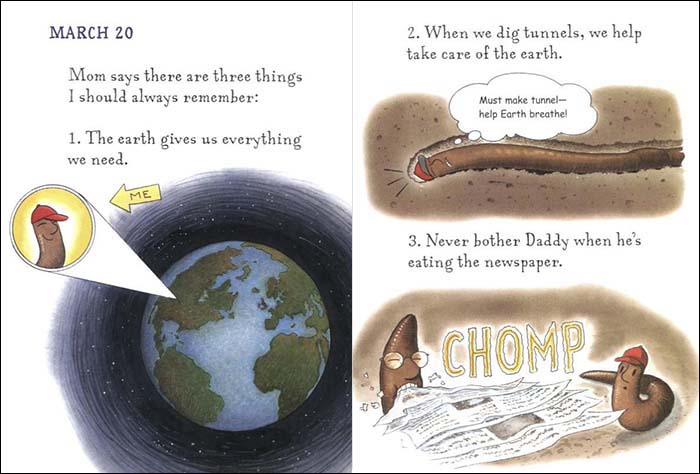 MARCH 20
Mom says there are three things
I should always remember:
1. The earth gives us everything
we need.
ME
2. When we dig tunnels, we help
take care of the earth.
Must make tunnel—
help Earth breathe!
3. Never bother Daddy when he's
eating the newspaper.
CHOMP